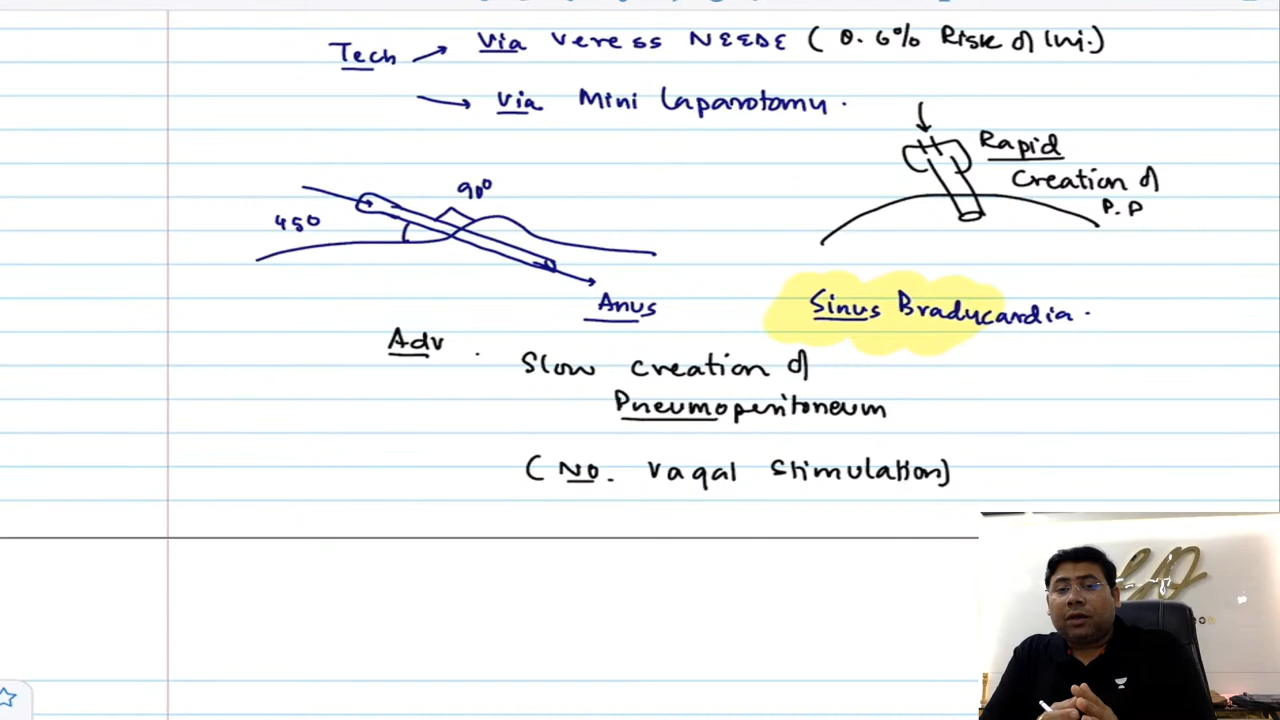 Tech → Via Veress NEEDE ( 0.6% Risk of Inj.)
→ Via Mini Laparotomy .
Rapid
Creation of
P.P
90°
45°
Anus
Sinus Bradycardia .
Adv .
Slow creation of
Pneumoperitoneum
( No. Vagal Stimulation)